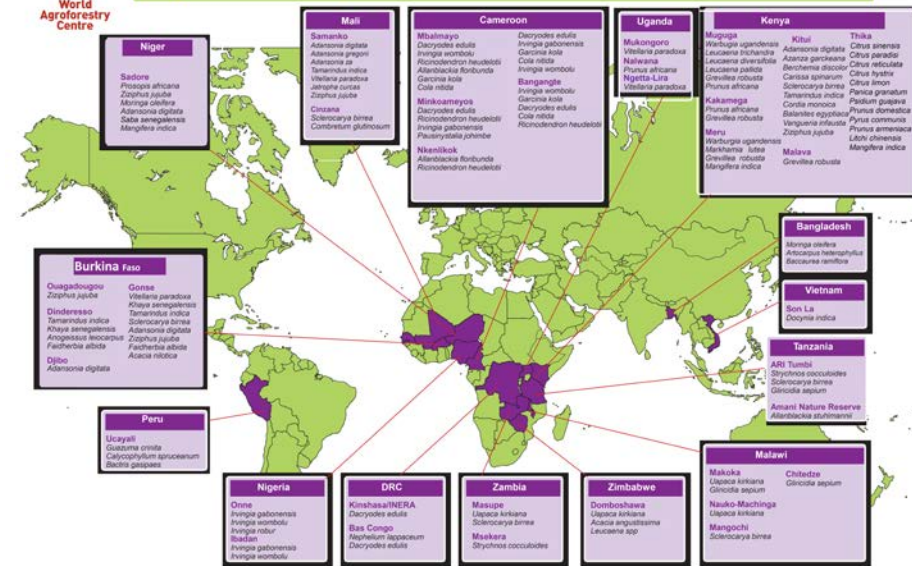 World
Agroforestry
Centre
Niger
Sadore
Prosopis africana
Ziziphus jujuba
Moringa oleifera
Adansonia digitata
Saba senegalensis
Mangifera indica
Mali
Samanko
Adansonia digitata
Adansonia gregorii
Adansonia za
Tamarindus indica
Vitellaria paradoxa
Jatropha curcas
Ziziphus jujuba
Cinzana
Sclerocarya birrea
Combretum glutinosum
Cameroon
Mbalmayo
Dacryodes edulis
Irvingia wombolu
Ricinodendron heudelotii
Allanblackia floribunda
Garcinia kola
Cola nitida
Minkoameyos
Dacryodes edulis
Ricinodendron heudelotii
Irvingia gabonensis
Pausinystalia johimbe
Nkenlikok
Allanblackia floribunda
Ricinodendron heudelotii
Dacryodes edulis
Irvingia gabonensis
Garcinia kola
Cola nitida
Irvingia wombolu
Bangangte
Irvingia wombolu
Garcinia kola
Dacryodes edulis
Cola nitida
Ricinodendron heudelotii
Uganda
Mukongoro
Vitellaria paradoxa
Nalwana
Prunus africana
Ngetta-Lira
Vitellaria paradoxa
Kenya
Muguga
Warbugia ugandensis
Leucaena trichandra
Leucaena diversifolia
Leucaena pallida
Grevillea robusta
Prunus africana
Kakamega
Prunus africana
Grevillea robusta
Meru
Warburgia ugandensis
Markhamia lutea
Grevillea robusta
Mangifera indica
Kitui
Adansonia digitata
Azanza garckeana
Berchemia discolor
Carissa spinarum
Sclerocarya birrea
Tamarindus indica
Cordia monoica
Balanites egyptiaca
Vangueria infausta
Ziziphus jujuba
Malava
Grevillea robusta
Thika
Citrus sinensis
Citrus paradisi
Citrus reticulata
Citrus hystrix
Citrus limon
Punica granatum
Psidium guajava
Prunus domestica
Pyrus communis
Prunus armeniaca
Litchi chinensis
Mangifera indica
Burkina Faso
Ouagadougou
Ziziphus jujuba
Dinderesso
Tamarindus indica
Khaya senegalensis
Anogeissus leiocarpus
Faidherbia albida
Djibo
Adansonia digitata
Gonse
Vitellaria paradoxa
Khaya senegalensis
Tamarindus indica
Sclerocarya birrea
Adansonia digitata
Ziziphus jujuba
Faidherbia albida
Acacia nilotica
Bangladesh
Moringa oleifera
Artocarpus heterophyllus
Baccaurea ramiflora
Vietnam
Son La
Docynia indica
Tanzania
ARI Tumbi
Strychnos cocculoides
Sclerocarya birrea
Gliricidia sepium
Amani Nature Reserve
Allanblackia stuhlmannii
Peru
Ucayali
Guazuma crinita
Calycophyllum spruceanum
Bactris gasipaes
Nigeria
Onne
Irvingia gabonensis
Irvingia wombolu
Irvingia robur
Ibadan
Irvingia gabonensis
Irvingia wombolu
DRC
Kinshasa/INERA
Dacryodes edulis
Bas Congo
Nephelium lappaceum
Dacryodes edulis
Zambia
Masupe
Uapaca kirkiana
Sclerocarya birrea
Msekera
Strychnos cocculoides
Zimbabwe
Domboshawa
Uapaca kirkiana
Acacia angustissima
Leucaena spp
Malawi
Makoka
Uapaca kirkiana
Gliricidia sepium
Nauko-Machinga
Uapaca kirkiana
Mangochi
Sclerocarya birrea
Chitedze
Gliricidia sepium